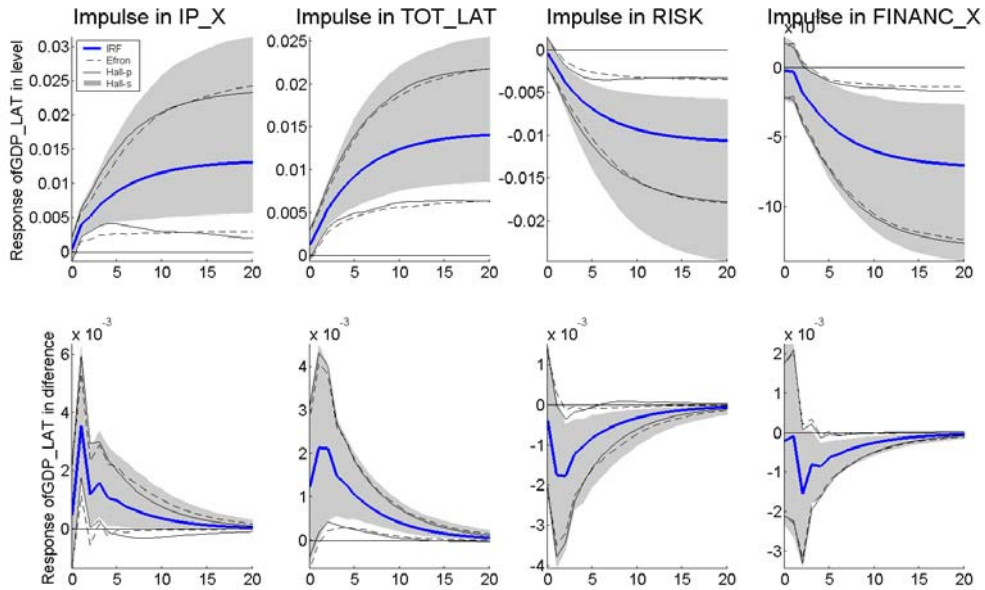 Impulse in IP_X
Impulse in TOT_LAT
Impulse in RISK
Impulse in FINANC_X
Response ofGDP_LAT in level
0.03
0.025
0.02
0.015
0.01
0.005
0
IRF
Efron
Hall-p
Hall-s
0 5 10 15 20
0.025
0.02
0.015
0.01
0.005
0
0 5 10 15 20
0
-0.005
-0.01
-0.015
-0.02
0 5 10 15 20
x 10
0
-5
-10
0 5 10 15 20
Response ofGDP_LAT in diference
x 10 -3
6
4
2
0
0 5 10 15 20
x 10 -3
4
3
2
1
0
0 5 10 15 20
x 10 -3
1
0
-1
-2
-3
-4
0 5 10 15 20
x 10 -3
2
1
0
-1
-2
-3
0 5 10 15 20